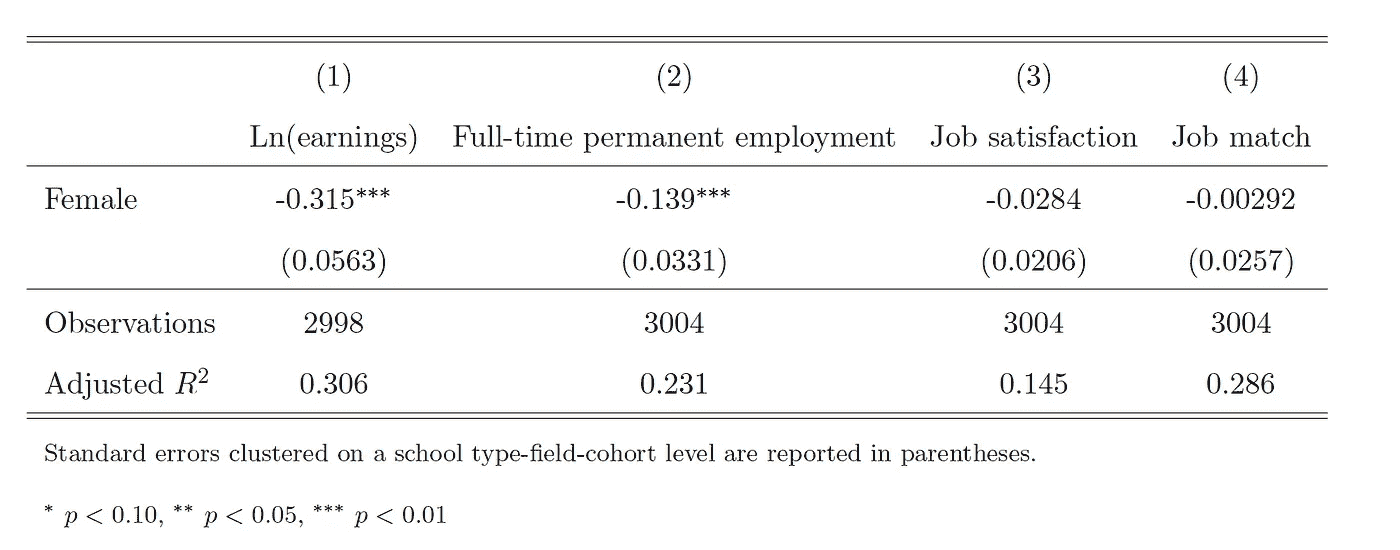 (1) (2) (3) (4)
Ln(earnings) Full-time permanent employment Job satisfaction Job match
Female -0.315*** -0.139*** -0.0284 -0.00292
(0.0563) (0.0331) (0.0206) (0.0257)
Observations 2998 3004 3004 3004
Adjusted R² 0.306 0.231 0.145 0.286
Standard errors clustered on a school type-field-cohort level are reported in parentheses.
* p < 0.10, ** p < 0.05, *** p < 0.01